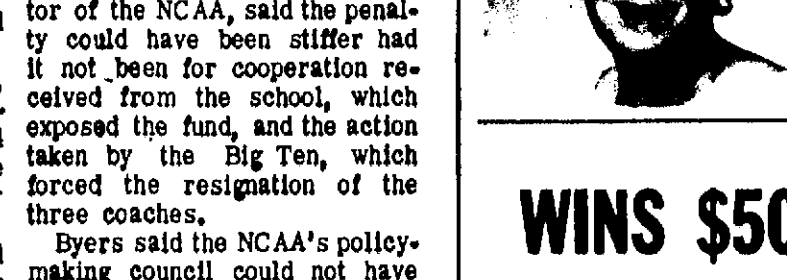 tor of the NCAA, said the penal-
ty could have been stiffer had
it not been for cooperation re-
ceived from the school, which
exposed the fund, and the action
taken by the Big Ten, which
forced the resignation of the
three coaches.
Byers said the NCAA's policy-
making council could not have
WINS $50